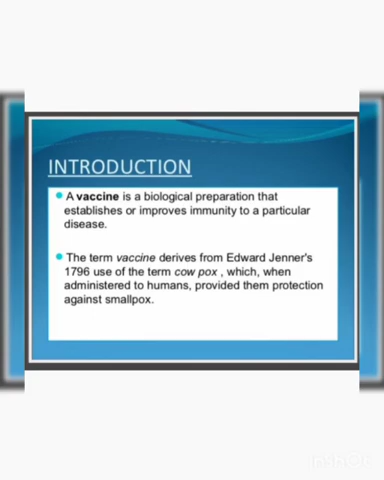 INTRODUCTION
A vaccine is a biological preparation that
establishes or improves immunity to a particular
disease.
The term vaccine derives from Edward Jenner's
1796 use of the term cow pox , which, when
administered to humans, provided them protection
against smallpox.
InShOt